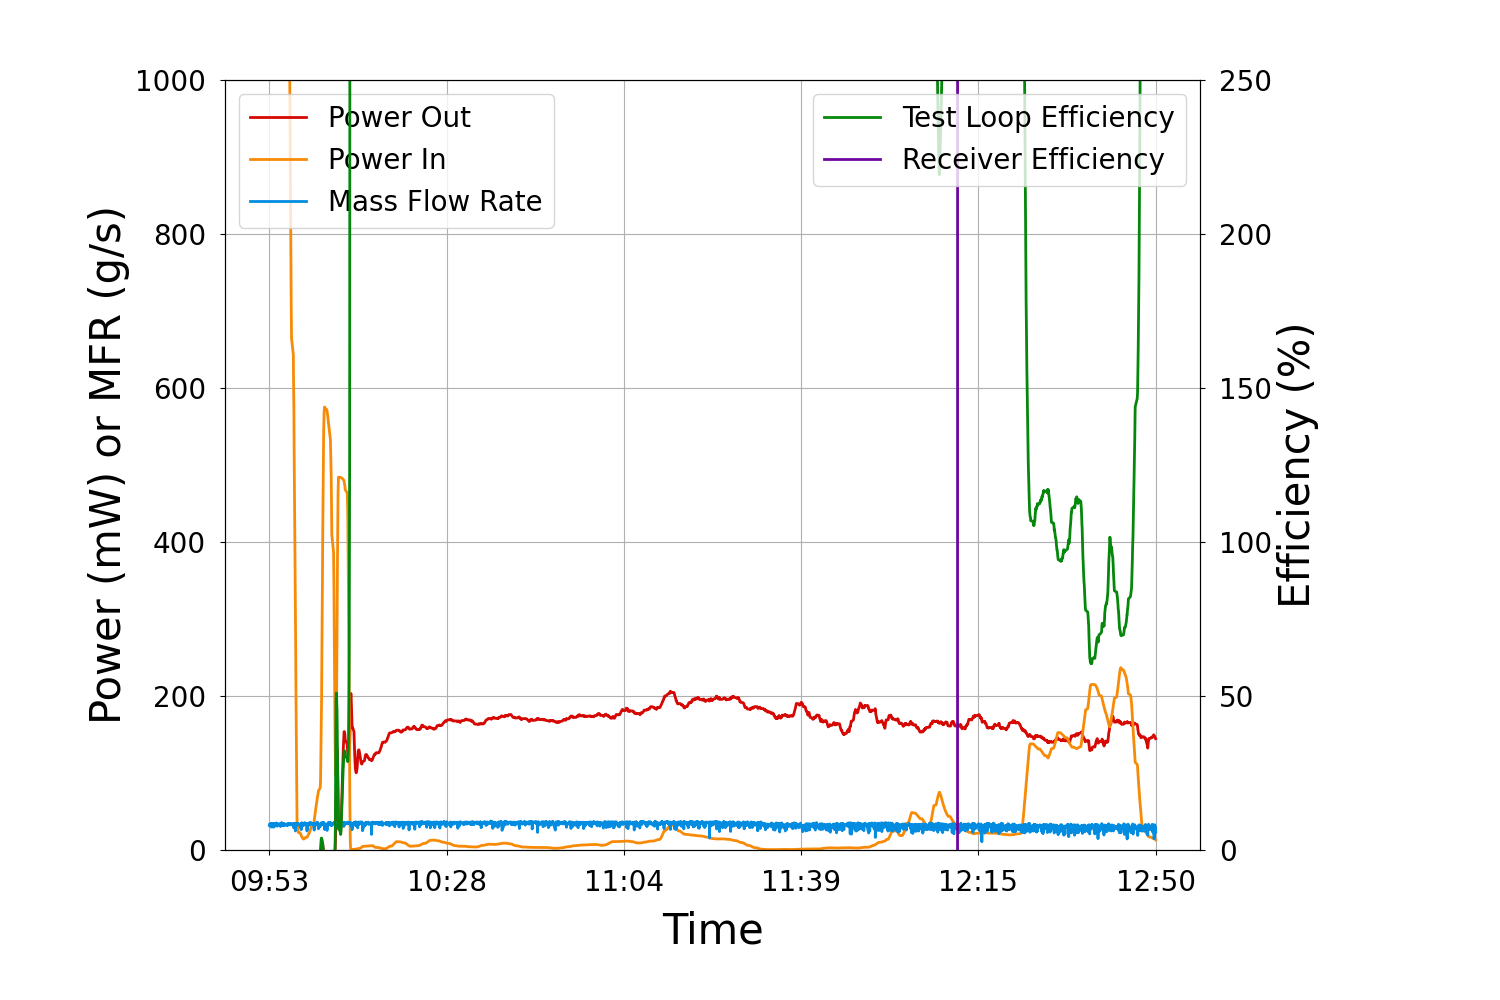 1000
800
600
400
200
0
Power (mW) or MFR (g/s)
Power Out
Power In
Mass Flow Rate
Test Loop Efficiency
Receiver Efficiency
250
200
150
100
50
0
Efficiency (%)
09:53 10:28 11:04 11:39 12:15 12:50
Time